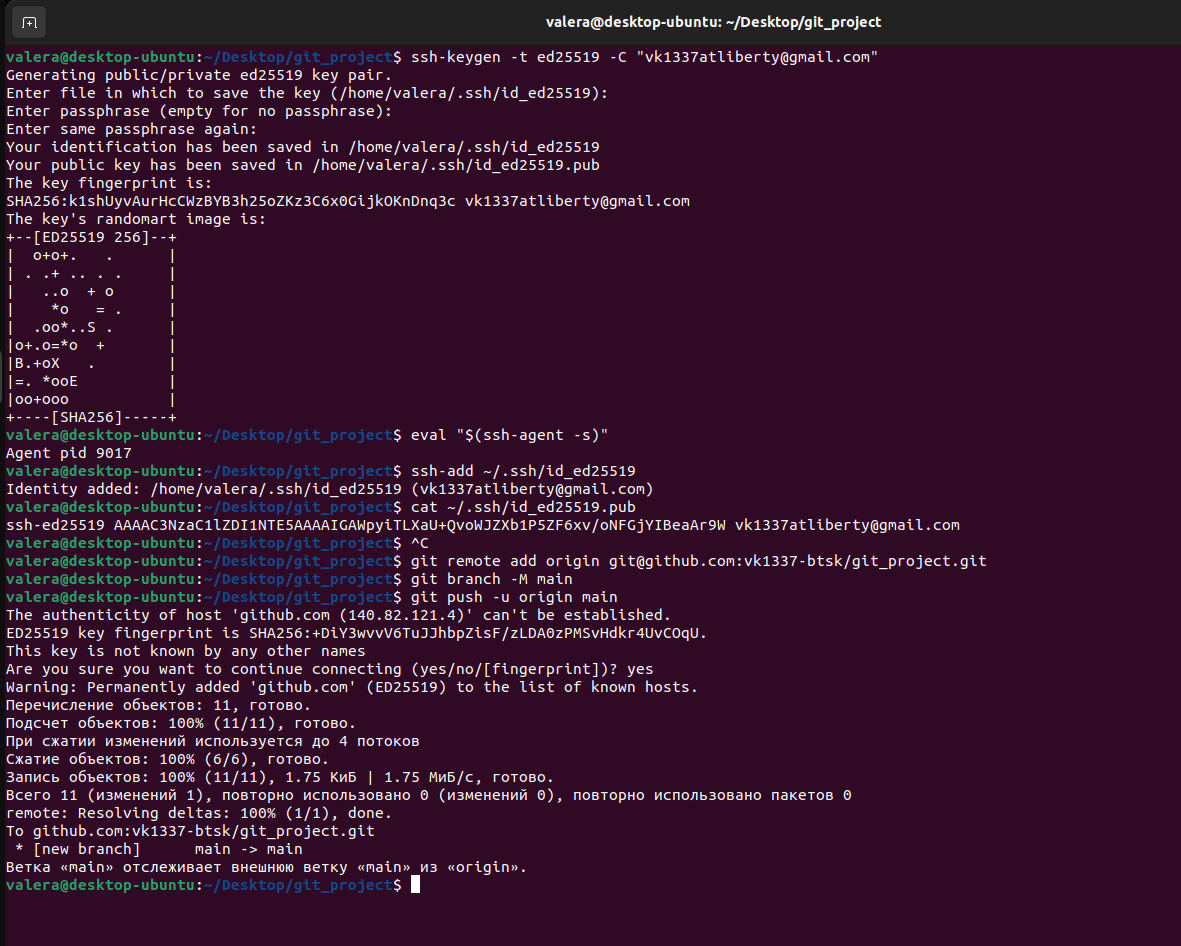 valera@desktop-ubuntu: ~/Desktop/git_project
valera@desktop-ubuntu:~/Desktop/git_project$ ssh-keygen -t ed25519 -C "vk1337atliberty@gmail.com"
Generating public/private ed25519 key pair.
Enter file in which to save the key (/home/valera/.ssh/id_ed25519):
Enter passphrase (empty for no passphrase):
Enter same passphrase again:
Your identification has been saved in /home/valera/.ssh/id_ed25519
Your public key has been saved in /home/valera/.ssh/id_ed25519.pub
The key fingerprint is:
SHA256:k1shUyvAurHcCWzBYB3h25oZKz3C6x0GijkOKnDnq3c vk1337atliberty@gmail.com
The key's randomart image is:
+--[ED25519 256]--+
|  o+o+.   .      |
| . .+ .. . .     |
|   ..o  + o      |
|    *o   = .     |
|  .oo*..S .      |
|o+.o=*o  +       |
|B.+oX   .        |
|=. *ooE          |
|oo+ooo           |
+----[SHA256]-----+
valera@desktop-ubuntu:~/Desktop/git_project$ eval "$(ssh-agent -s)"
Agent pid 9017
valera@desktop-ubuntu:~/Desktop/git_project$ ssh-add ~/.ssh/id_ed25519
Identity added: /home/valera/.ssh/id_ed25519 (vk1337atliberty@gmail.com)
valera@desktop-ubuntu:~/Desktop/git_project$ cat ~/.ssh/id_ed25519.pub
ssh-ed25519 AAAAC3NzaC1lZDI1NTE5AAAAIGAWpyiTLXaU+QvoWJZXb1P5ZF6xv/oNFGjYIBeaAr9W vk1337atliberty@gmail.com
valera@desktop-ubuntu:~/Desktop/git_project$ ^C
valera@desktop-ubuntu:~/Desktop/git_project$ git remote add origin git@github.com:vk1337-btsk/git_project.git
valera@desktop-ubuntu:~/Desktop/git_project$ git branch -M main
valera@desktop-ubuntu:~/Desktop/git_project$ git push -u origin main
The authenticity of host 'github.com (140.82.121.4)' can't be established.
ED25519 key fingerprint is SHA256:+DiY3wvvV6TuJJhbpZisF/zLDA0zPMSvHdkr4UvCOqU.
This key is not known by any other names
Are you sure you want to continue connecting (yes/no/[fingerprint])? yes
Warning: Permanently added 'github.com' (ED25519) to the list of known hosts.
Перечисление объектов: 11, готово.
Подсчет объектов: 100% (11/11), готово.
При сжатии изменений используется до 4 потоков
Сжатие объектов: 100% (6/6), готово.
Запись объектов: 100% (11/11), 1.75 КиБ | 1.75 МиБ/с, готово.
Всего 11 (изменений 1), повторно использовано 0 (изменений 0), повторно использовано пакетов 0
remote: Resolving deltas: 100% (1/1), done.
To github.com:vk1337-btsk/git_project.git
 * [new branch]      main -> main
Ветка «main» отслеживает внешнюю ветку «main» из «origin».
valera@desktop-ubuntu:~/Desktop/git_project$